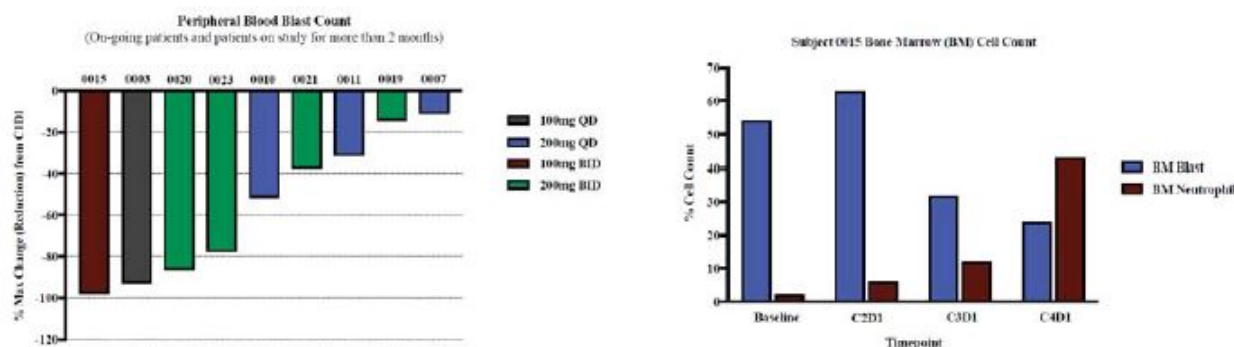 Peripheral Blood Blast Count
(On-going patients and patients on study for more than 2 months)
0015 0003 0020 0023 0010 0021 0011 0019 0007
% Max Change (Reduction) from C1D1
0
-20
-40
-60
-80
-100
-120
100mg QD
200mg QD
100mg BID
200mg BID
Subject 0015 Bone Marrow (BM) Cell Count
% Cell Count
70
60
50
40
30
20
10
0
Baseline C2D1 C3D1 C4D1
Timepoint
BM Blast
BM Neutrophil